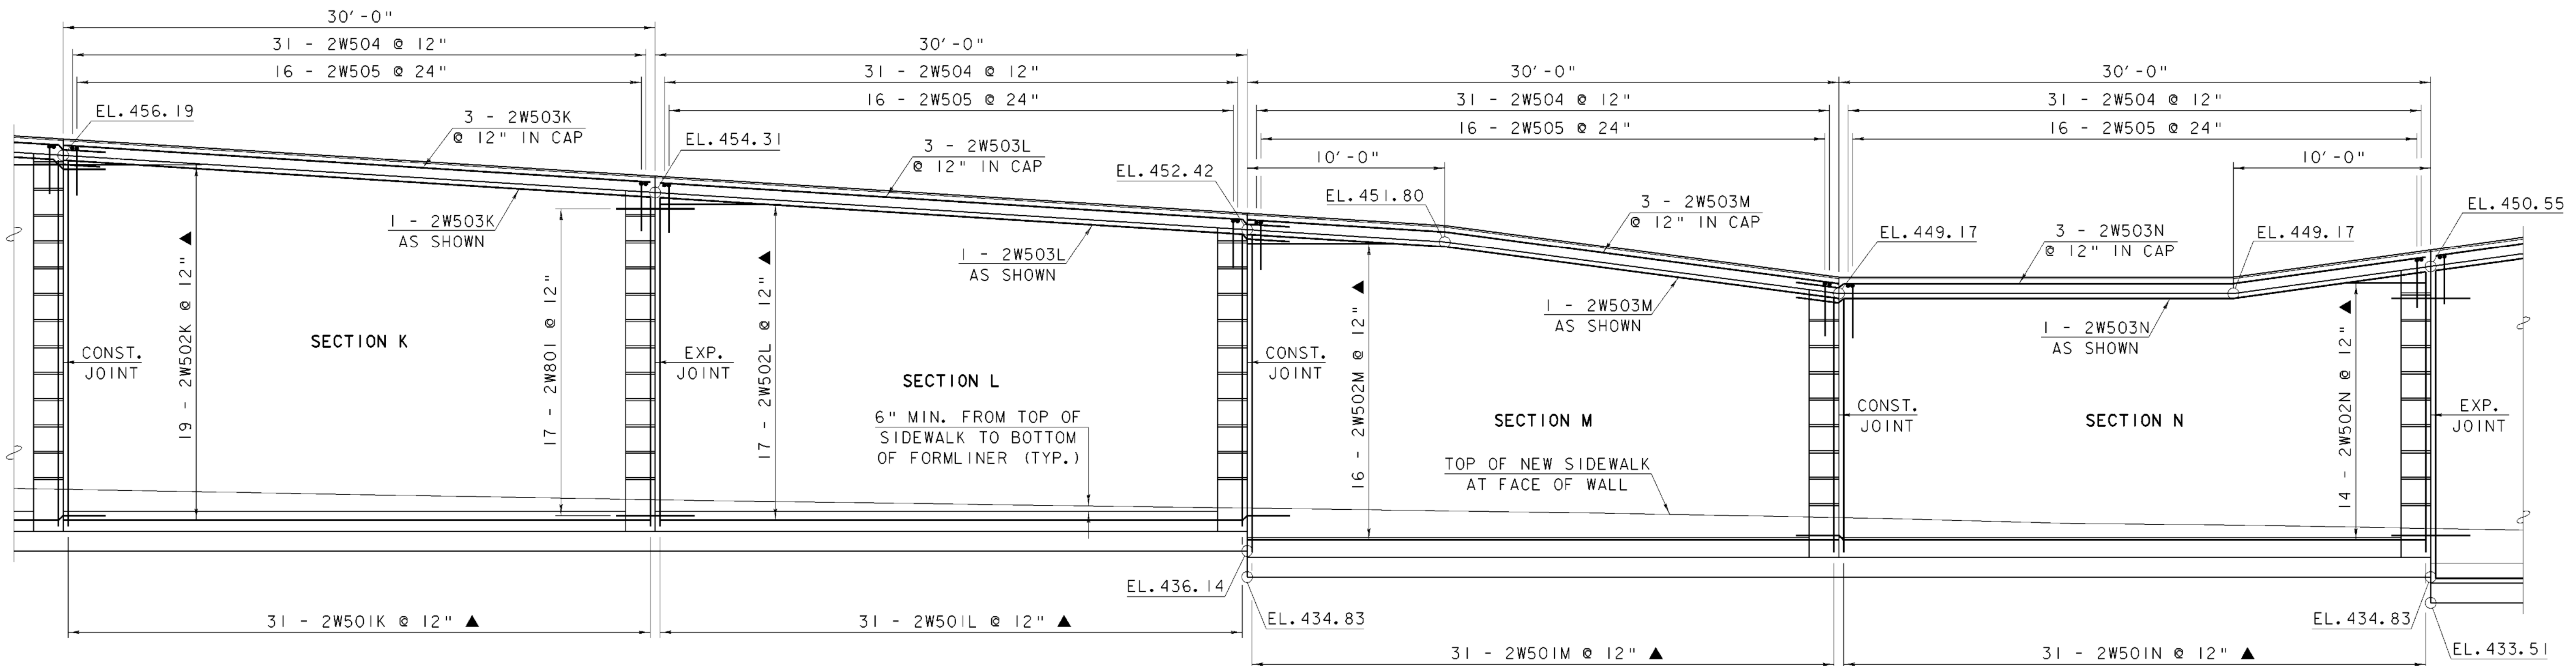 30'-0"
31 - 2W504 @ 12"
16 - 2W505 @ 24"
30'-0"
31 - 2W504 @ 12"
16 - 2W505 @ 24"
30'-0"
31 - 2W504 @ 12"
16 - 2W505 @ 24"
10'-0"
30'-0"
31 - 2W504 @ 12"
16 - 2W505 @ 24"
10'-0"
EL.456.19
3 - 2W503K
@ 12" IN CAP
EL.454.31
3 - 2W503L
@ 12" IN CAP
EL.452.42
EL.451.80
3 - 2W503M
@ 12" IN CAP
EL.449.17
3 - 2W503N
@ 12" IN CAP
EL.449.17
EL.450.55
1 - 2W503K
AS SHOWN
1 - 2W503L
AS SHOWN
1 - 2W503M
AS SHOWN
1 - 2W503N
AS SHOWN
CONST.
JOINT
19 - 2W502K @ 12" ▲
SECTION K
17 - 2W801 @ 12"
EXP.
JOINT
17 - 2W502L @ 12" ▲
SECTION L
6" MIN. FROM TOP OF
SIDEWALK TO BOTTOM
OF FORMLINER (TYP.)
CONST.
JOINT
16 - 2W502M @ 12" ▲
SECTION M
TOP OF NEW SIDEWALK
AT FACE OF WALL
CONST.
JOINT
SECTION N
14 - 2W502N @ 12" ▲
EXP.
JOINT
EL.436.14
EL.434.83
EL.434.83
EL.433.51
31 - 2W501K @ 12" ▲
31 - 2W501L @ 12" ▲
31 - 2W501M @ 12" ▲
31 - 2W501N @ 12" ▲